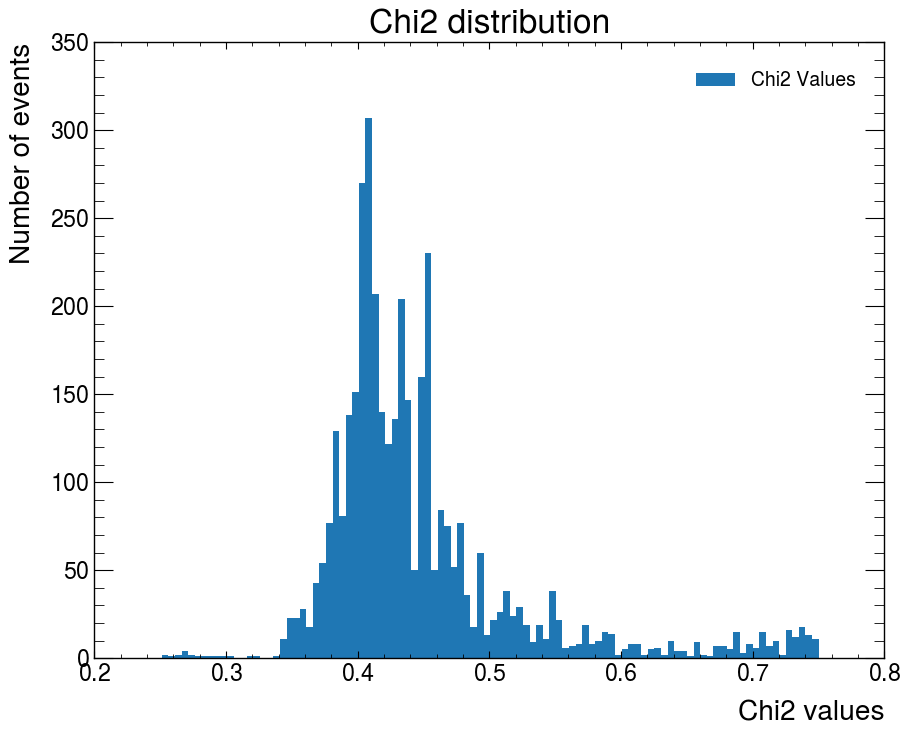 Chi2 distribution
Number of events
350
300
250
200
150
100
50
0
Chi2 Values
0.2 0.3 0.4 0.5 0.6 0.7 0.8
Chi2 values